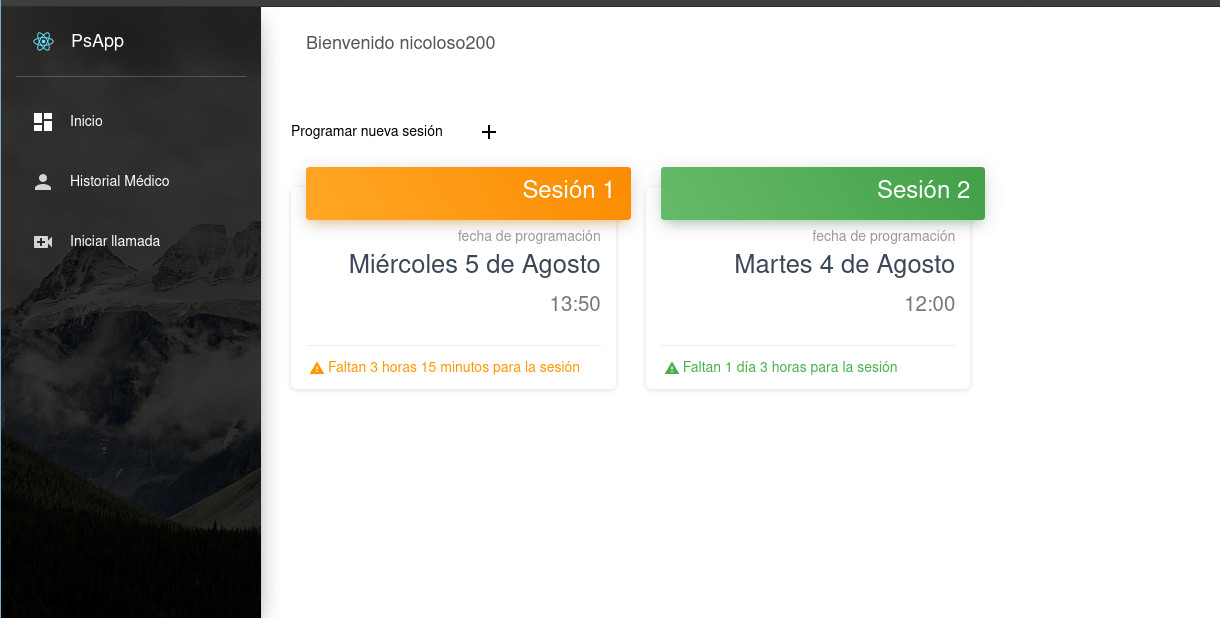 PsApp
Inicio
Historial Médico
Iniciar llamada
Bienvenido nicoloso200
Programar nueva sesión
Sesión 1
fecha de programación
Miércoles 5 de Agosto
13:50
Faltan 3 horas 15 minutos para la sesión
Sesión 2
fecha de programación
Martes 4 de Agosto
12:00
Faltan 1 día 3 horas para la sesión